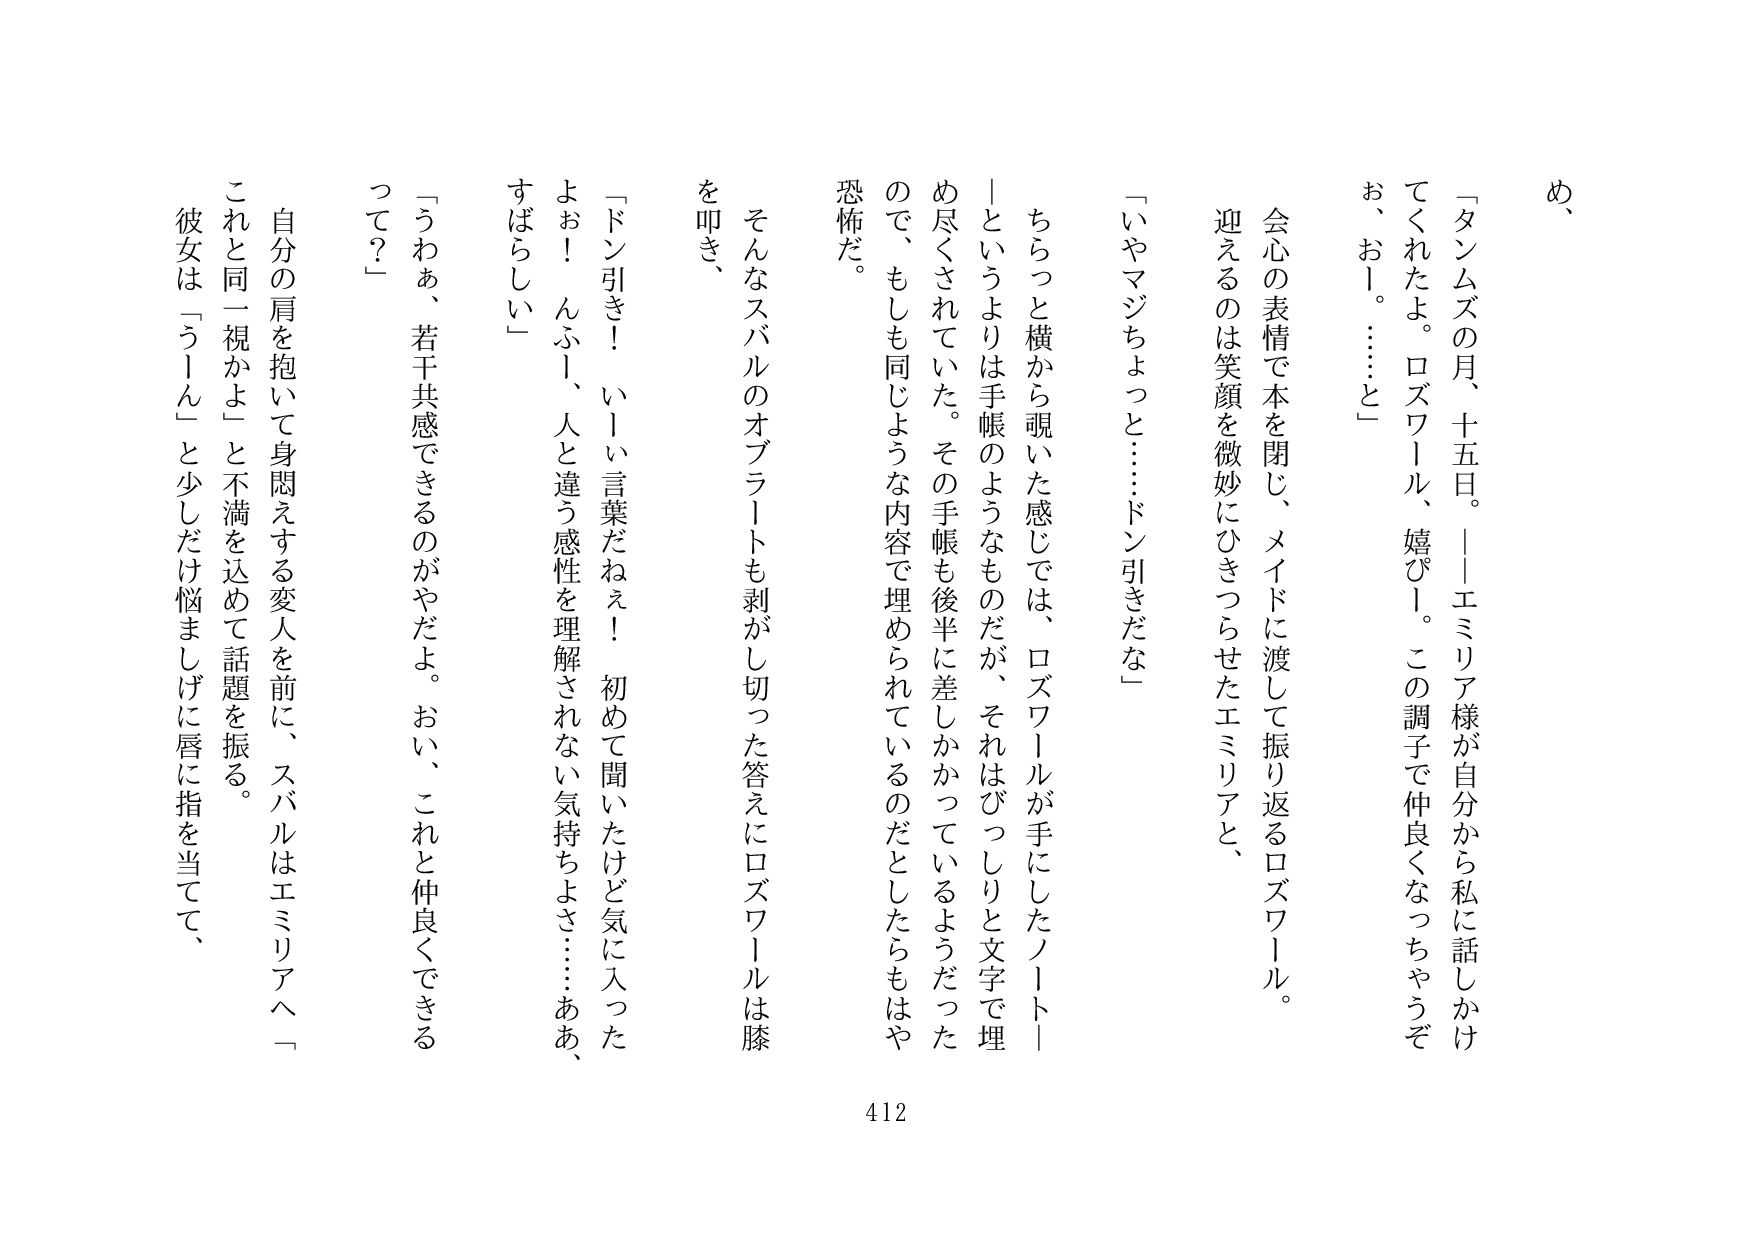 め、
「タンムズの月、十五日。――エミリア様が自分から私に話しかけ
てくれたよ。ロズワール、嬉ぴー。この調子で仲良くなっちゃうぞ
お、おー。……と」
会心の表情で本を閉じ、メイドに渡して振り返るロズワール。
迎えるのは笑顔を微妙にひきつらせたエミリアと、
「いやマジちょっと……ドン引きだな」
ちらっと横から覗いた感じでは、ロズワールが手にしたノート―
―というよりは手帳のようなものだが、それはびっしりと文字で埋
め尽くされていた。その手帳も後半に差しかかっているようだった
ので、もしも同じような内容で埋められているのだとしたらもはや
恐怖だ。
そんなスバルのオブラートも剥がし切った答えにロズワールは膝
を叩き、
「ドン引き！　いーい言葉だねぇ！　初めて聞いたけど気に入った
よぉ！　んふー、人と違う感性を理解されない気持ちよさ……ああ、
すばらしい」
「うわぁ、若干共感できるのがやだよ。おい、これと仲良くできる
って？」
自分の肩を抱いて身悶えする変人を前に、スバルはエミリアへ「
これと同一視かよ」と不満を込めて話題を振る。
彼女は「うーん」と少しだけ悩ましげに唇に指を当てて、
412